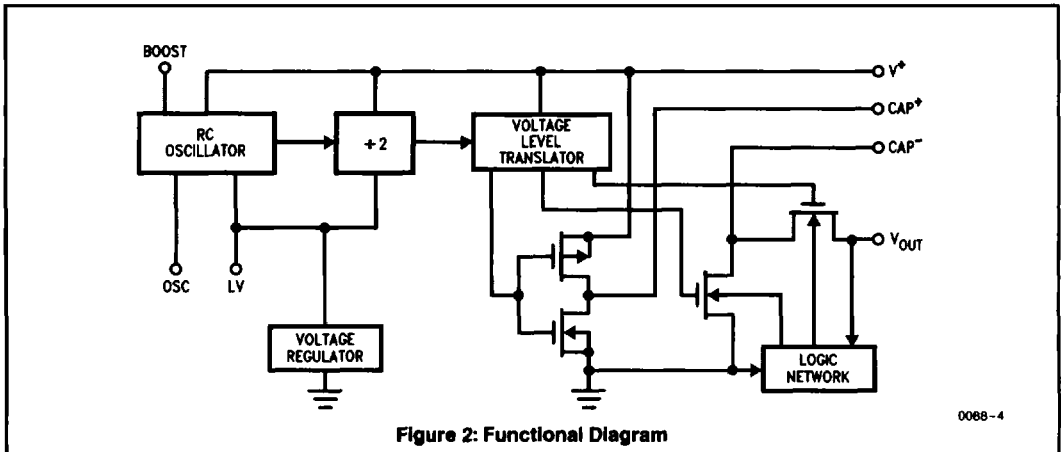 BOOST
V+
CAP+
CAP-
RC
OSCILLATOR
÷2
VOLTAGE
LEVEL
TRANSLATOR
VOUT
OSC
LV
VOLTAGE
REGULATOR
LOGIC
NETWORK
0088-4
Figure 2: Functional Diagram